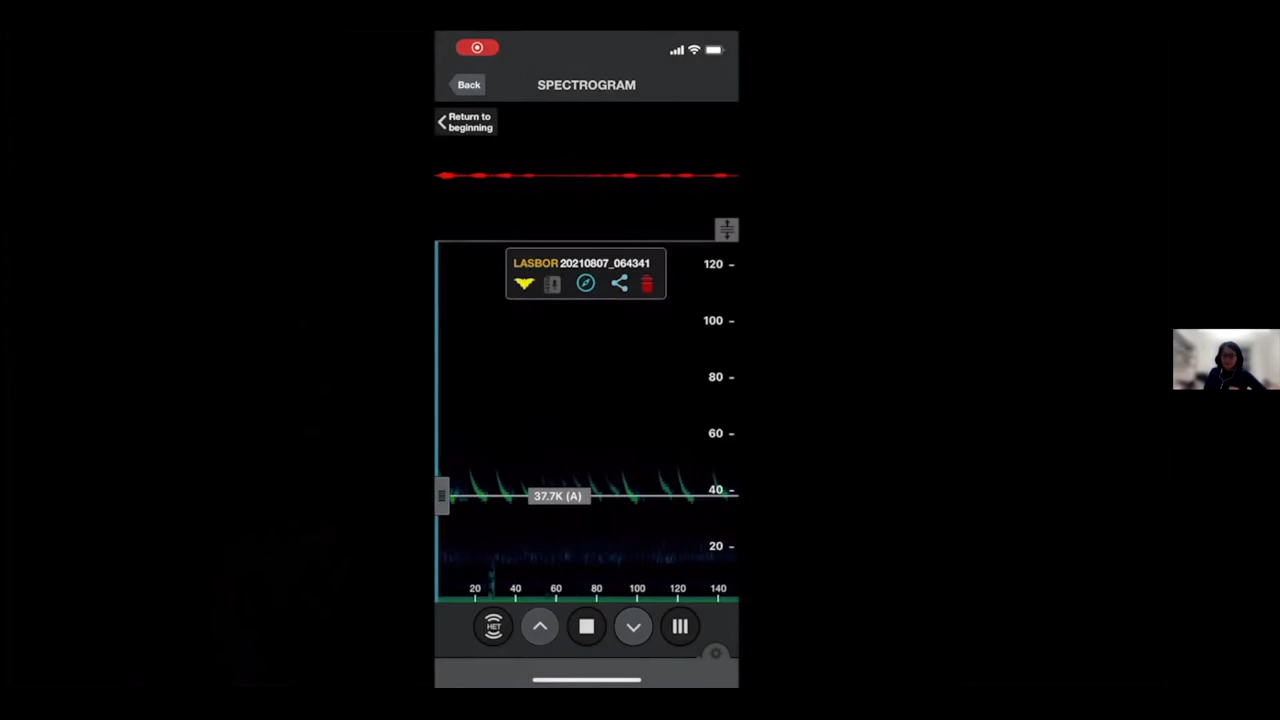 Back
SPECTROGRAM
Return to
beginning
LASBOR 20210807_064341
120
100
80
60
40
37.7K (A)
20
20 40 60 80 100 120 140
HET